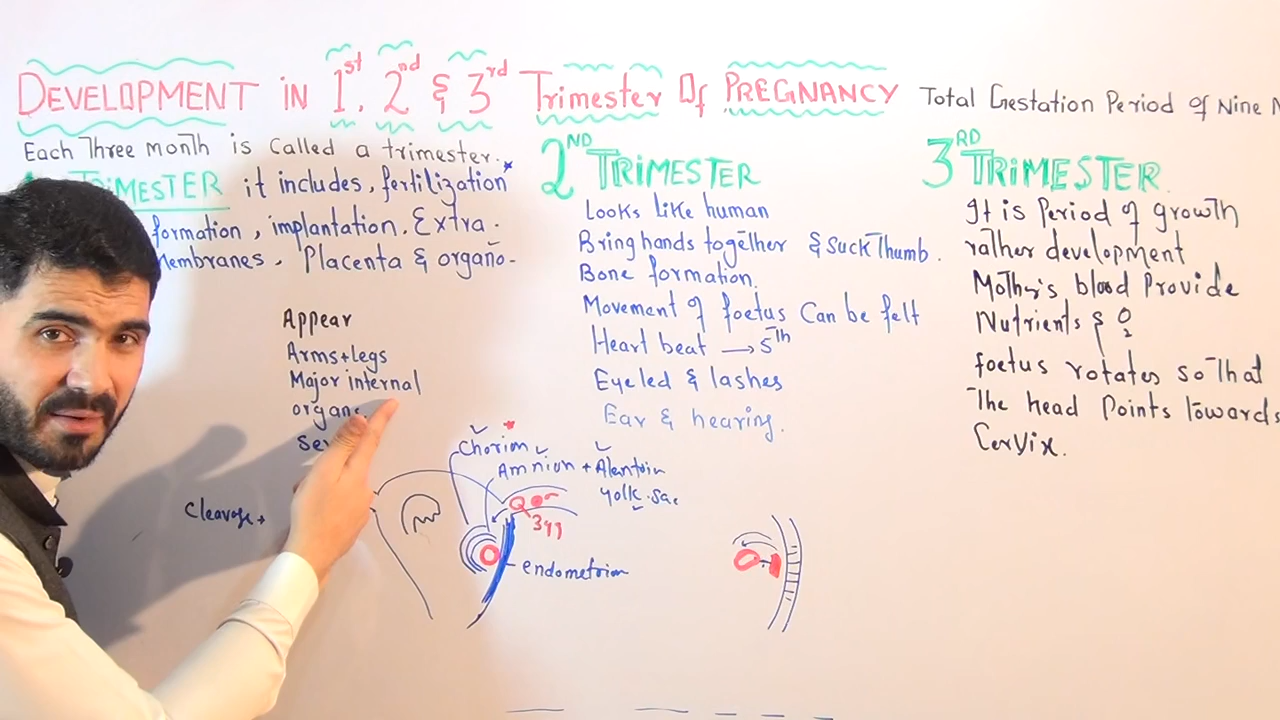 DEVELOPMENT IN 1st, 2nd & 3rd Trimester Of PREGNANCY
Total Gestation Period of Nine M
Each Three month is called a trimester.
TRIMESTER it includes, fertilization
formation, implantation. Extra.
Membranes, Placenta & organo-
Appear
Arms+Legs
Major internal
organs.
Se
Cleavage +
Chorion
Amnion + Alentoin
Yolk. Sac
3qq
endometrim
2ND TRIMESTER
Looks Like human
Bring hands together & Suck Thumb.
Bone formation.
Movement of foetus Can be felt
Heart beat → 5Th
Eyeled & lashes
Ear & hearing.
3RD TRIMESTER
It is Period of growth
rather development
Mother's blood Provide
Nutrients & O2
foetus rotates so That
The head Points Towards
Cervix.